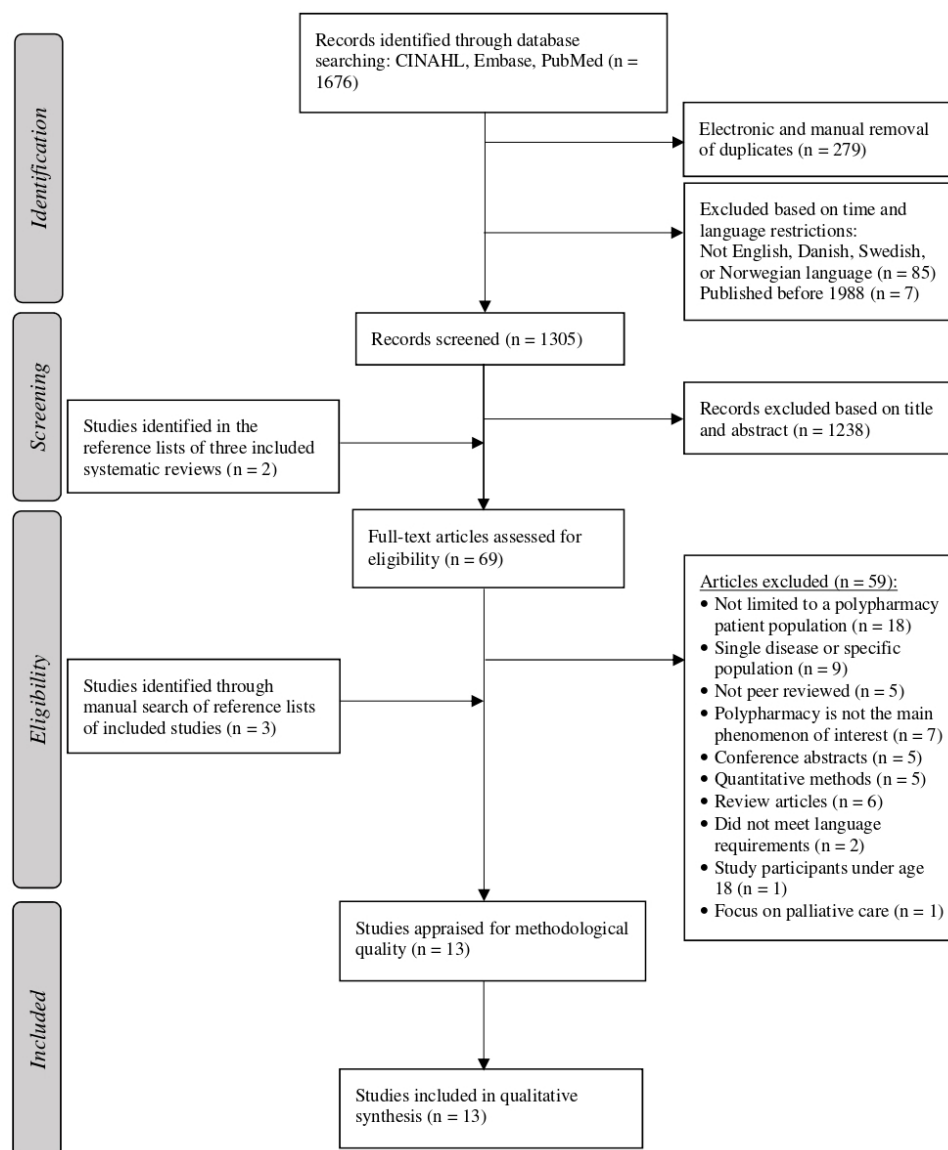 Identification
Records identified through database
searching: CINAHL, Embase, PubMed (n =
1676)
Electronic and manual removal
of duplicates (n = 279)
Excluded based on time and
language restrictions:
Not English, Danish, Swedish,
or Norwegian language (n = 85)
Published before 1988 (n = 7)
Screening
Records screened (n = 1305)
Records excluded based on title
and abstract (n = 1238)
Studies identified in the
reference lists of three included
systematic reviews (n = 2)
Eligibility
Full-text articles assessed for
eligibility (n = 69)
Articles excluded (n = 59):
• Not limited to a polypharmacy
patient population (n = 18)
• Single disease or specific
population (n = 9)
• Not peer reviewed (n = 5)
• Polypharmacy is not the main
phenomenon of interest (n = 7)
• Conference abstracts (n = 5)
• Quantitative methods (n = 5)
• Review articles (n = 6)
• Did not meet language
requirements (n = 2)
• Study participants under age
18 (n = 1)
• Focus on palliative care (n = 1)
Studies identified through
manual search of reference lists
of included studies (n = 3)
Included
Studies appraised for methodological
quality (n = 13)
Studies included in qualitative
synthesis (n = 13)